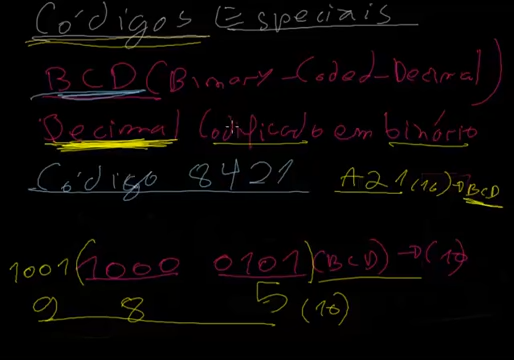 Códigos Especiais
BCD (Binary-Coded-Decimal)
Decimal Codificado em binário
Código 8421 A21(16)→BCD
1001(1000 0101)(BCD)→(10)
9 8 5 (10)